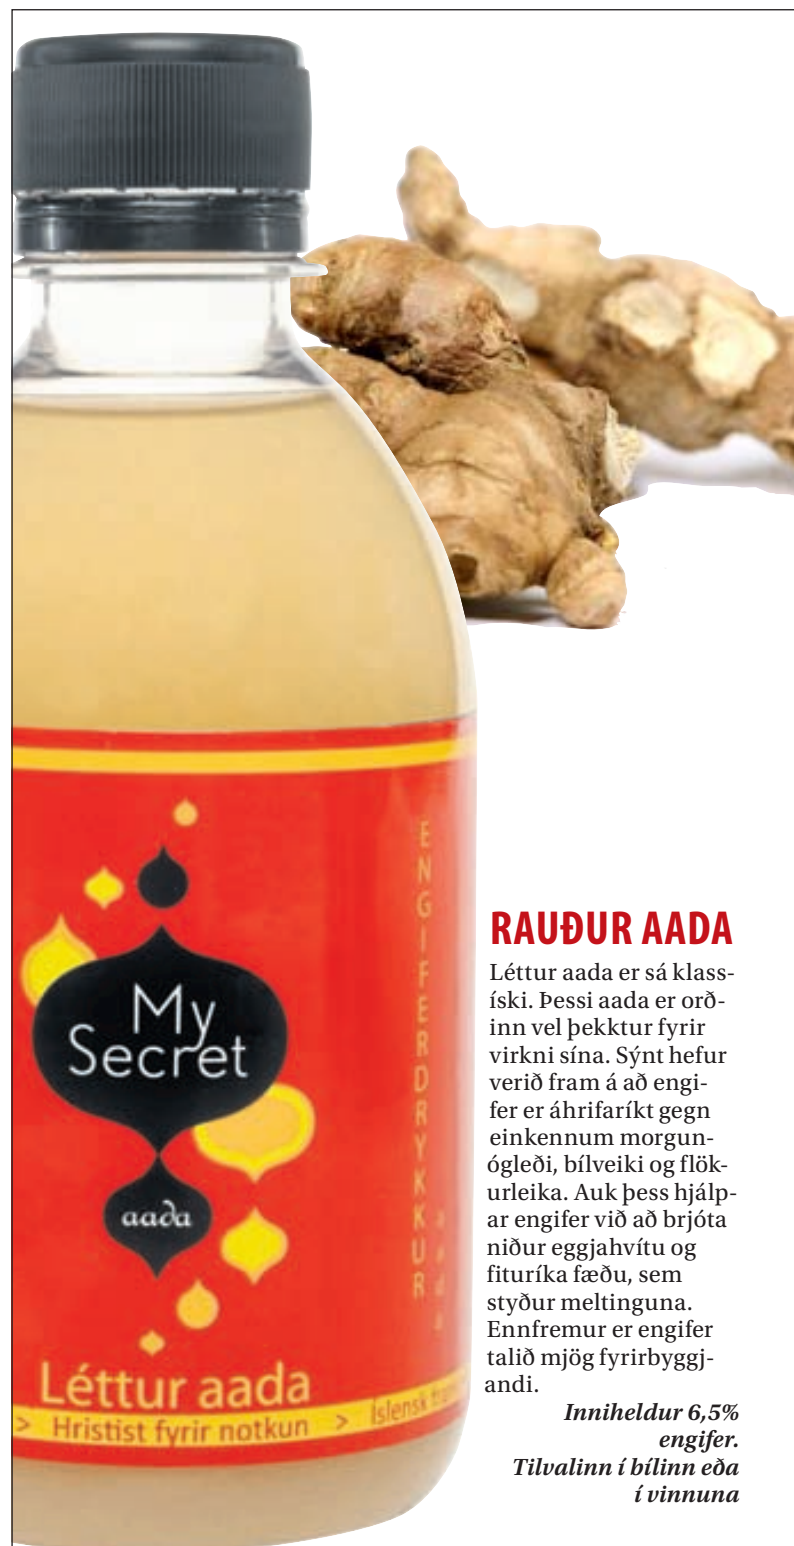 My
Secret
aada
ENGIFERDRYKKUR
aada
Léttur aada
> Hristist fyrir notkun > Íslensk
RAUÐUR AADA
Léttur aada er sá klass-
íski. Þessi aada er orð-
inn vel þekktur fyrir
virkni sína. Sýnt hefur
verið fram á að engi-
fer er áhrifaríkt gegn
einkennum morgun-
ógleði, bílveiki og flök-
urleika. Auk þess hjálp-
ar engifer við að brjóta
niður eggjahvítu og
fituríka fæðu, sem
styður meltinguna.
Ennfremur er engifer
talið mjög fyrirbyggj-
andi.
Inniheldur 6,5%
engifer.
Tilvalinn í bílinn eða
í vinnuna